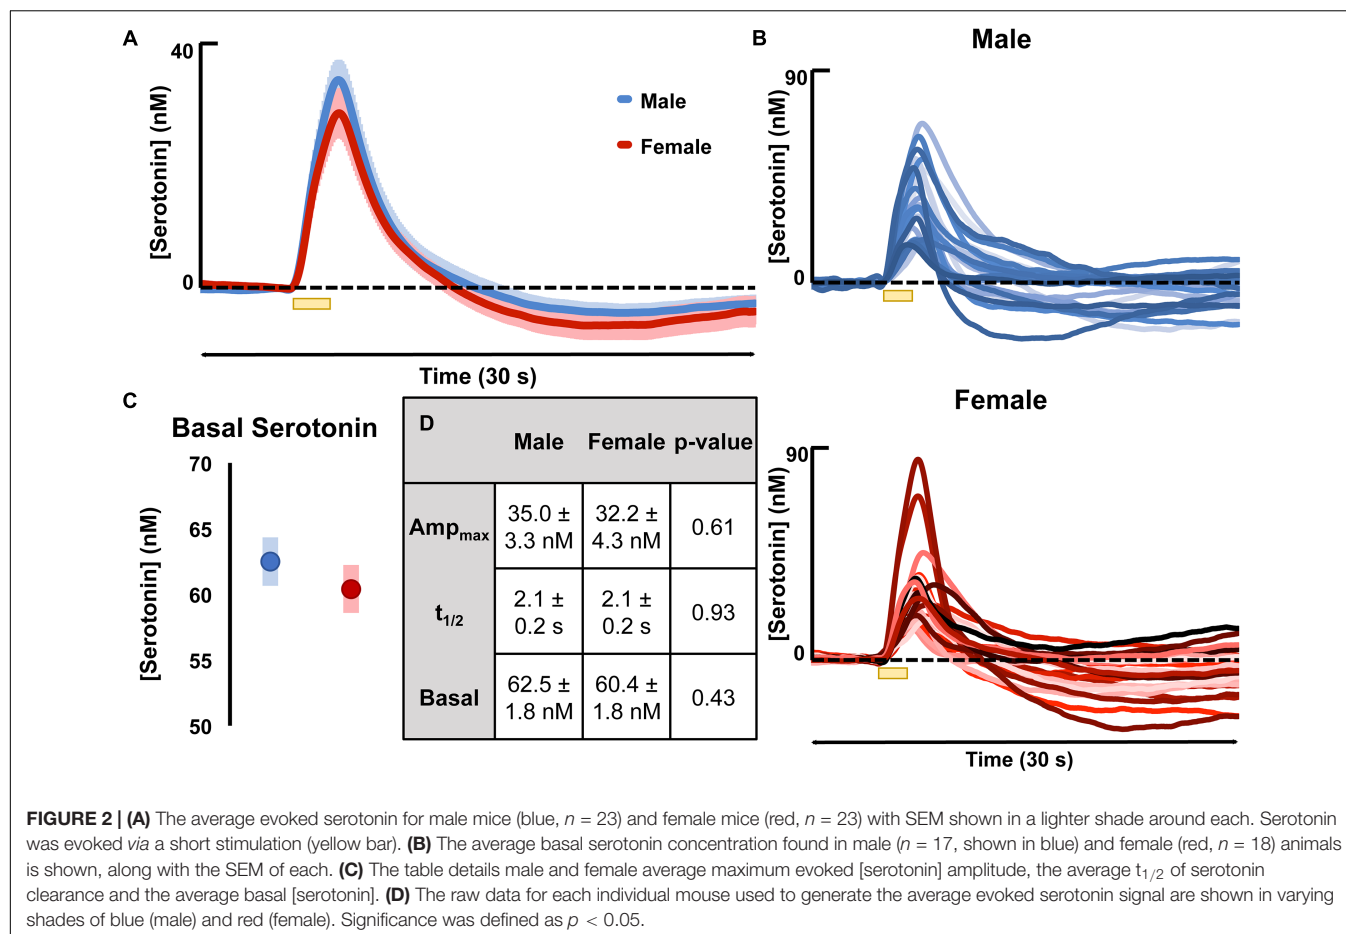 A
40
[Serotonin] (nM)
0
Male
Female
Time (30 s)
B
Male
90
[Serotonin] (nM)
0
C
Basal Serotonin
70
65
60
55
50
[Serotonin] (nM)
D
Male Female p-value
Ampmax 35.0 ± 3.3 nM 32.2 ± 4.3 nM 0.61
t1/2 2.1 ± 0.2 s 2.1 ± 0.2 s 0.93
Basal 62.5 ± 1.8 nM 60.4 ± 1.8 nM 0.43
Female
90
[Serotonin] (nM)
0
Time (30 s)
FIGURE 2 | (A) The average evoked serotonin for male mice (blue, n = 23) and female mice (red, n = 23) with SEM shown in a lighter shade around each. Serotonin
was evoked via a short stimulation (yellow bar). (B) The average basal serotonin concentration found in male (n = 17, shown in blue) and female (red, n = 18) animals
is shown, along with the SEM of each. (C) The table details male and female average maximum evoked [serotonin] amplitude, the average t1/2 of serotonin
clearance and the average basal [serotonin]. (D) The raw data for each individual mouse used to generate the average evoked serotonin signal are shown in varying
shades of blue (male) and red (female). Significance was defined as p < 0.05.